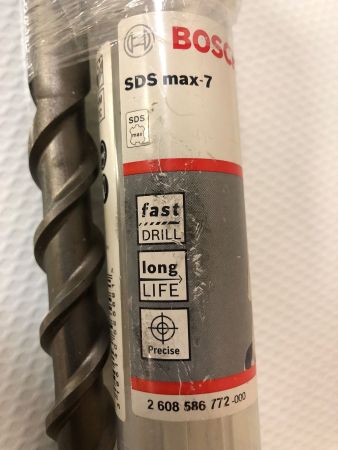 BOSCH
SDS max-7
SDS
max
fast
DRILL
long
LIFE
Precise
2 608 586 772-000